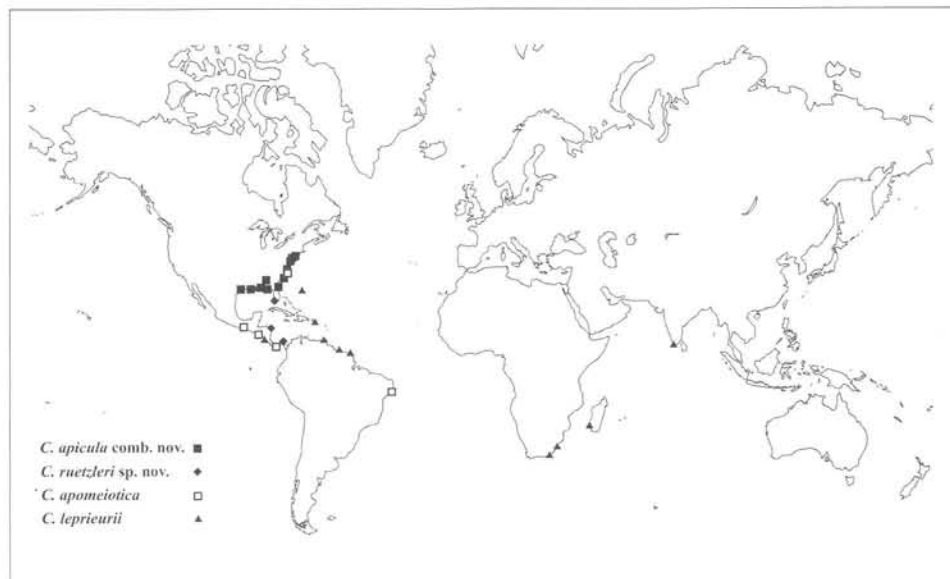 C. apicula comb. nov. ■
C. ruetzleri sp. nov. ◆
C. apomeiotica □
C. leprieurii ▲